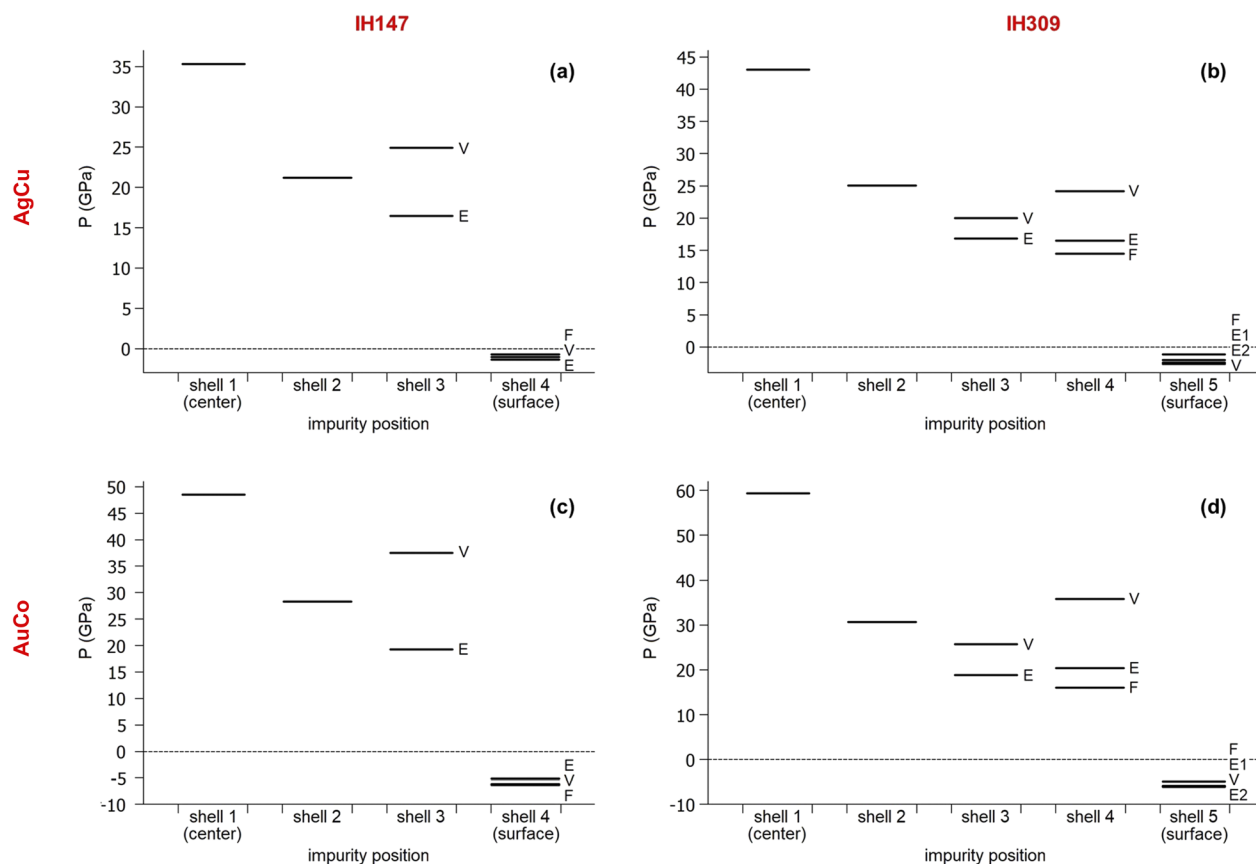 IH147
IH309
AgCu
(a)
P (GPa)
35
30
25
20
15
10
5
0
V
E
F
V
E
shell 1
(center)
shell 2
shell 3
shell 4
(surface)
impurity position
(b)
P (GPa)
45
40
35
30
25
20
15
10
5
0
V
E
V
E
F
F
E1
E2
V
shell 1
(center)
shell 2
shell 3
shell 4
shell 5
(surface)
impurity position
AuCo
(c)
P (GPa)
50
45
40
35
30
25
20
15
10
5
0
-5
-10
V
E
E
V
F
shell 1
(center)
shell 2
shell 3
shell 4
(surface)
impurity position
(d)
P (GPa)
60
50
40
30
20
10
0
-10
V
E
V
E
F
F
E1
V
E2
shell 1
(center)
shell 2
shell 3
shell 4
shell 5
(surface)
impurity position